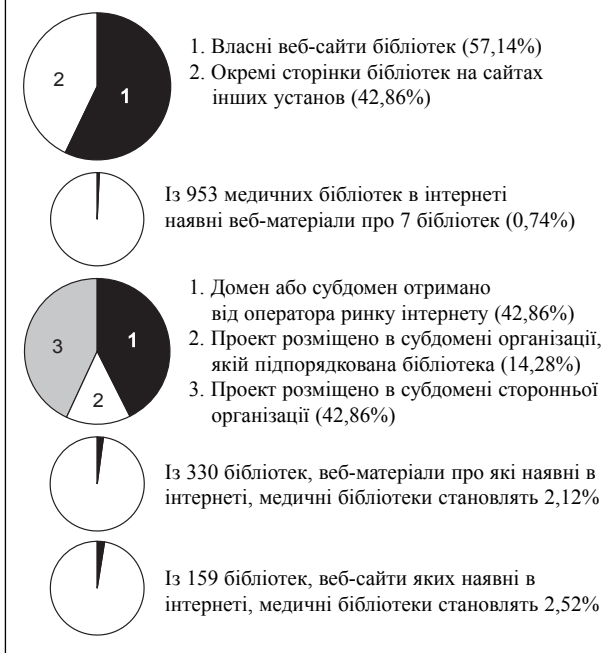 2
1
1. Власні веб-сайти бібліотек (57,14%)
2. Окремі сторінки бібліотек на сайтах
інших установ (42,86%)
Із 953 медичних бібліотек в інтернеті
наявні веб-матеріали про 7 бібліотек (0,74%)
3
1
2
1. Домен або субдомен отримано
від оператора ринку інтернету (42,86%)
2. Проект розміщено в субдомені організації,
якій підпорядкована бібліотека (14,28%)
3. Проект розміщено в субдомені сторонньої
організації (42,86%)
Із 330 бібліотек, веб-матеріали про які наявні в
інтернеті, медичні бібліотеки становлять 2,12%
Із 159 бібліотек, веб-сайти яких наявні в
інтернеті, медичні бібліотеки становлять 2,52%